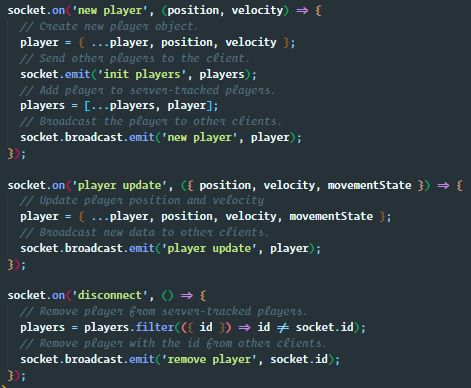 socket.on('new player', (position, velocity) => {
  // Create new player object.
  player = { ...player, position, velocity };
  // Send other players to the client.
  socket.emit('init players', players);
  // Add player to server-tracked players.
  players = [...players, player];
  // Broadcast the player to other clients.
  socket.broadcast.emit('new player', player);
});

socket.on('player update', ({ position, velocity, movementState }) => {
  // Update player position and velocity
  player = { ...player, position, velocity, movementState };
  // Broadcast new data to other clients.
  socket.broadcast.emit('player update', player);
});

socket.on('disconnect', () => {
  // Remove player from server-tracked players.
  players = players.filter(({ id }) => id ≠ socket.id);
  // Remove player with the id from other clients.
  socket.broadcast.emit('remove player', socket.id);
});